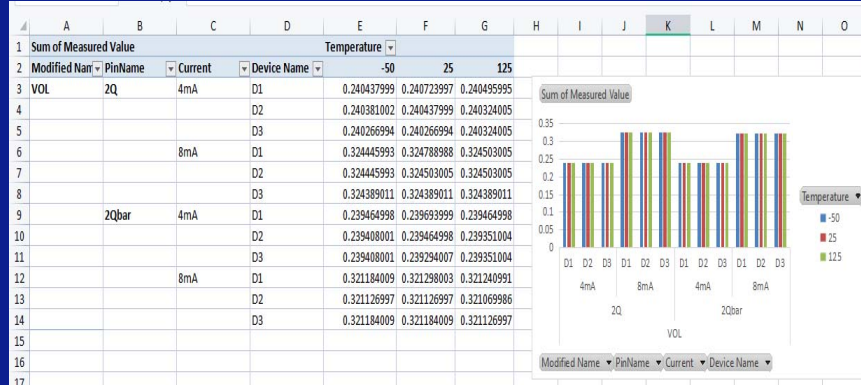 A B C D E F G H I J K L M N O
1 Sum of Measured Value Temperature
2 Modified Nam PinName Current Device Name -50 25 125
3 VOL 2Q 4mA D1 0.240437999 0.240723997 0.240495995
4 D2 0.240381002 0.240437999 0.240324005
5 D3 0.240266994 0.240266994 0.240324005
6 8mA D1 0.324445993 0.324788988 0.324503005
7 D2 0.324445993 0.324503005 0.324503005
8 D3 0.324389011 0.324389011 0.324389011
9 2Qbar 4mA D1 0.239464998 0.239693999 0.239464998
10 D2 0.239408001 0.239464998 0.239351004
11 D3 0.239408001 0.239294007 0.239351004
12 8mA D1 0.321184009 0.321298003 0.321240991
13 D2 0.321126997 0.321126997 0.321069986
14 D3 0.321184009 0.321184009 0.321126997
15
16
17
Sum of Measured Value
0.35
0.3
0.25
0.2
0.15
0.1
0.05
0
D1 D2 D3 D1 D2 D3 D1 D2 D3 D1 D2 D3
4mA 8mA 4mA 8mA
2Q 2Qbar
VOL
Temperature
-50
25
125
Modified Name PinName Current Device Name